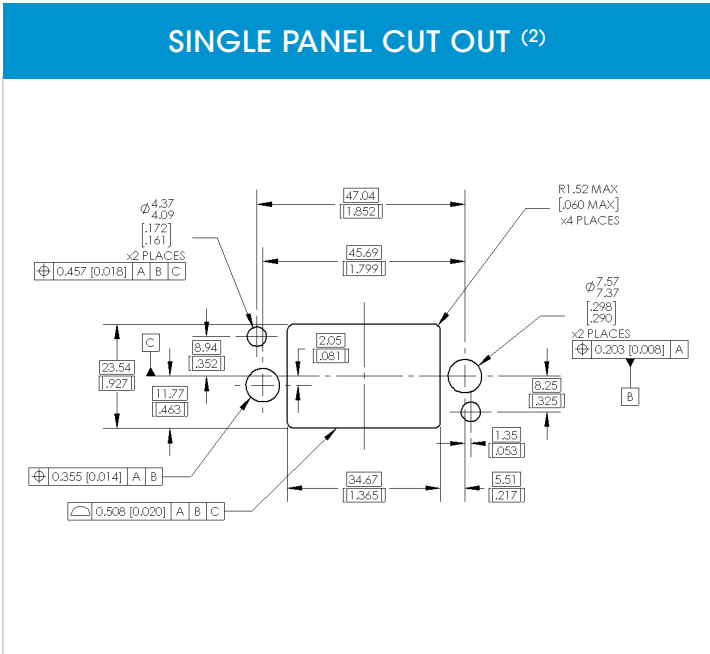 SINGLE PANEL CUT OUT (2)
47.04
[1.852]
R1.52 MAX
[.060 MAX]
x4 PLACES
Ø4.37
4.09
[.172]
[.161]
x2 PLACES
⌖ 0.457 [0.018] A B C
45.69
[1.799]
Ø7.57
7.37
[.298]
[.290]
x2 PLACES
⌖ 0.203 [0.008] A
B
C
8.94
[.352]
2.05
[.081]
23.54
[.927]
11.77
[.463]
8.25
[.325]
1.35
[.053]
⌖ 0.355 [0.014] A B
34.67
[1.365]
5.51
[.217]
⌓ 0.508 [0.020] A B C